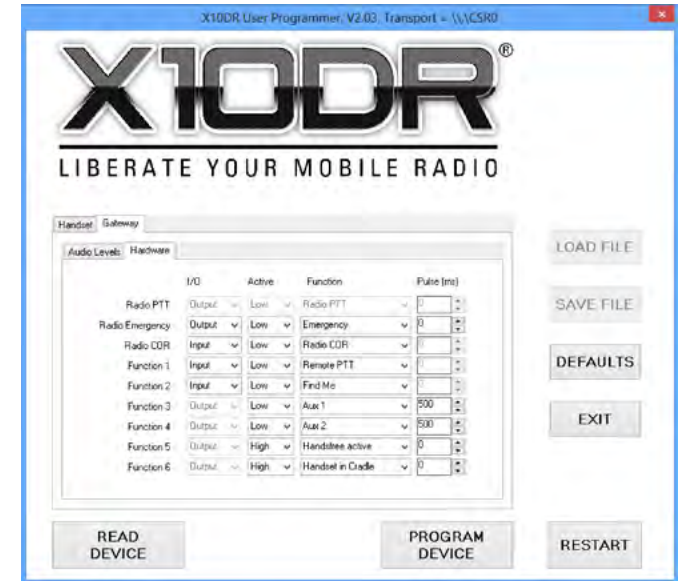 X10DR User Programmer, V2.03, Transport = \\.\CSR0
X10DR®
LIBERATE YOUR MOBILE RADIO
Handset Gateway
Audio Levels Hardware
I/O Active Function Pulse (ms)
Radio PTT Output Low Radio PTT 0
Radio Emergency Output Low Emergency 0
Radio COR Input Low Radio COR 0
Function 1 Input Low Remote PTT 0
Function 2 Input Low Find Me 0
Function 3 Output Low Aux 1 500
Function 4 Output Low Aux 2 500
Function 5 Output High Handsfree active 0
Function 6 Output High Handset in Cradle 0
LOAD FILE
SAVE FILE
DEFAULTS
EXIT
READ
DEVICE
PROGRAM
DEVICE
RESTART